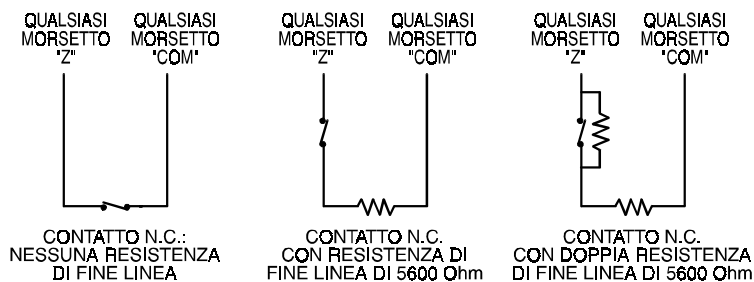 QUALSIASI
MORSETTO
"Z"
QUALSIASI
MORSETTO
"COM"
CONTATTO N.C.:
NESSUNA RESISTENZA
DI FINE LINEA
QUALSIASI
MORSETTO
"Z"
QUALSIASI
MORSETTO
"COM"
CONTATTO N.C.
CON RESISTENZA DI
FINE LINEA DI 5600 Ohm
QUALSIASI
MORSETTO
"Z"
QUALSIASI
MORSETTO
"COM"
CONTATTO N.C.
CON DOPPIA RESISTENZA
DI FINE LINEA DI 5600 Ohm